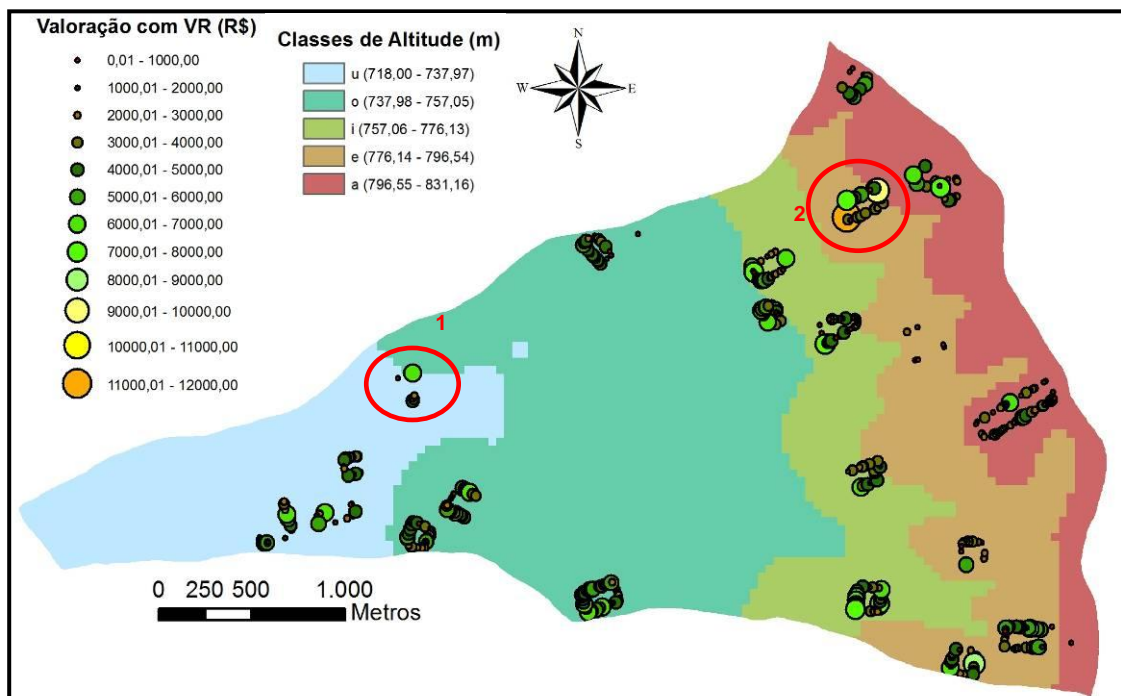 Valoração com VR (R$)
0,01 - 1000,00
1000,01 - 2000,00
2000,01 - 3000,00
3000,01 - 4000,00
4000,01 - 5000,00
5000,01 - 6000,00
6000,01 - 7000,00
7000,01 - 8000,00
8000,01 - 9000,00
9000,01 - 10000,00
10000,01 - 11000,00
11000,01 - 12000,00
Classes de Altitude (m)
u (718,00 - 737,97)
o (737,98 - 757,05)
i (757,06 - 776,13)
e (776,14 - 796,54)
a (796,55 - 831,16)
N
W E
S
2
1
0 250 500 1.000
Metros